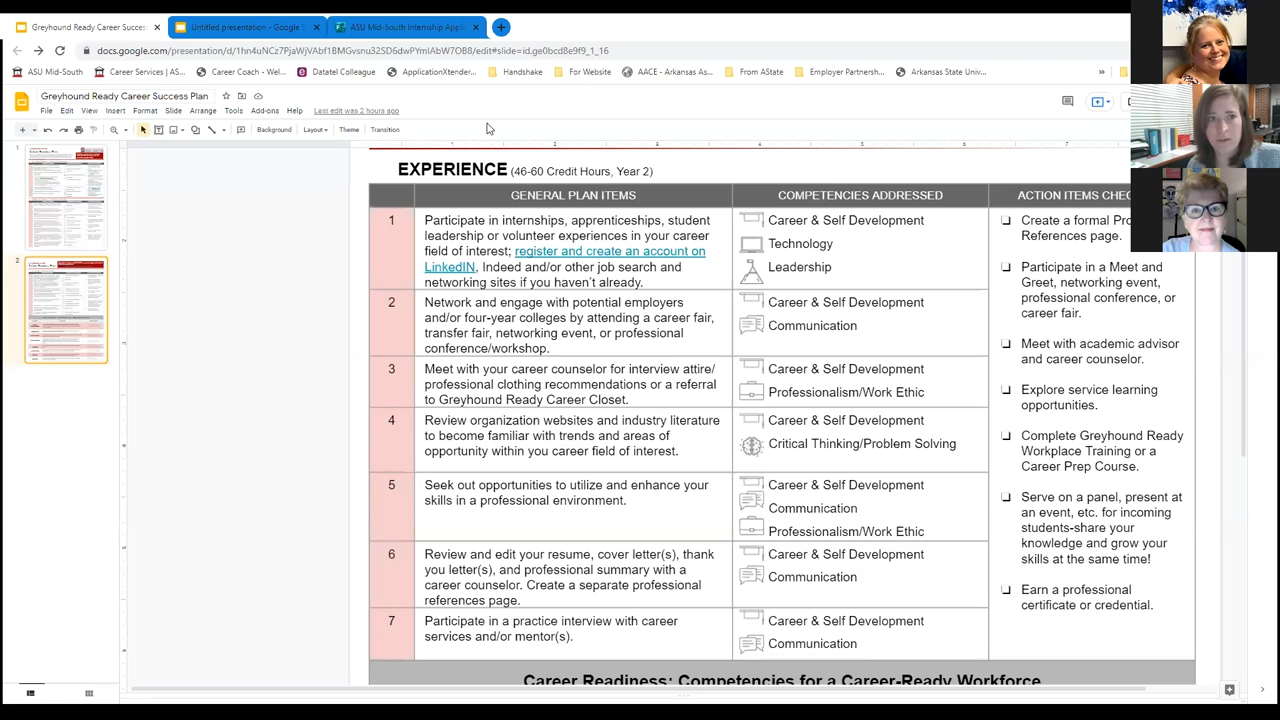 Greyhound Ready Career Succes
Untitled presentation - Google S
ASU Mid-South Internship Appli
docs.google.com/presentation/d/1hn4uNCz7PjaWjVAbf1BMGvsnu32SD6dwPYmlAbW7OB8/edit#slide=id.ge0bcd8e9f9_1_16
ASU Mid-South
Career Services | AS...
Career Coach - Wel...
Datatel Colleague
ApplicationXtender...
Handshake
For Website
AACE - Arkansas As...
From AState
Employer Partnersh...
Arkansas State Univ...
»
Greyhound Ready Career Success Plan
File Edit View Insert Format Slide Arrange Tools Add-ons Help Last edit was 2 hours ago
Background Layout Theme Transition
1 2 3 4 5 6 7
1
2
EXPERIENCE (46-60 Credit Hours, Year 2)
GENERAL PLAN ITEMS
COMPETENCIES ADDRESSED
ACTION ITEMS CHEC
1
Participate in internships, apprenticeships, student
leadership or volunteer experiences in your career
field of interest; register and create an account on
LinkedIN, Indeed and/or other job search and
networking sites if you haven't already.
Career & Self Development
Technology
Leadership
2
Network and engage with potential employers
and/or four-year colleges by attending a career fair,
transfer fair, networking event, or professional
conference/workshop.
Career & Self Development
Communication
3
Meet with your career counselor for interview attire/
professional clothing recommendations or a referral
to Greyhound Ready Career Closet.
Career & Self Development
Professionalism/Work Ethic
4
Review organization websites and industry literature
to become familiar with trends and areas of
opportunity within you career field of interest.
Career & Self Development
Critical Thinking/Problem Solving
5
Seek out opportunities to utilize and enhance your
skills in a professional environment.
Career & Self Development
Communication
Professionalism/Work Ethic
6
Review and edit your resume, cover letter(s), thank
you letter(s), and professional summary with a
career counselor. Create a separate professional
references page.
Career & Self Development
Communication
7
Participate in a practice interview with career
services and/or mentor(s).
Career & Self Development
Communication
Create a formal Pro
References page.
Participate in a Meet and
Greet, networking event,
professional conference, or
career fair.
Meet with academic advisor
and career counselor.
Explore service learning
opportunities.
Complete Greyhound Ready
Workplace Training or a
Career Prep Course.
Serve on a panel, present at
an event, etc. for incoming
students-share your
knowledge and grow your
skills at the same time!
Earn a professional
certificate or credential.
Career Readiness: Competencies for a Career-Ready Workforce